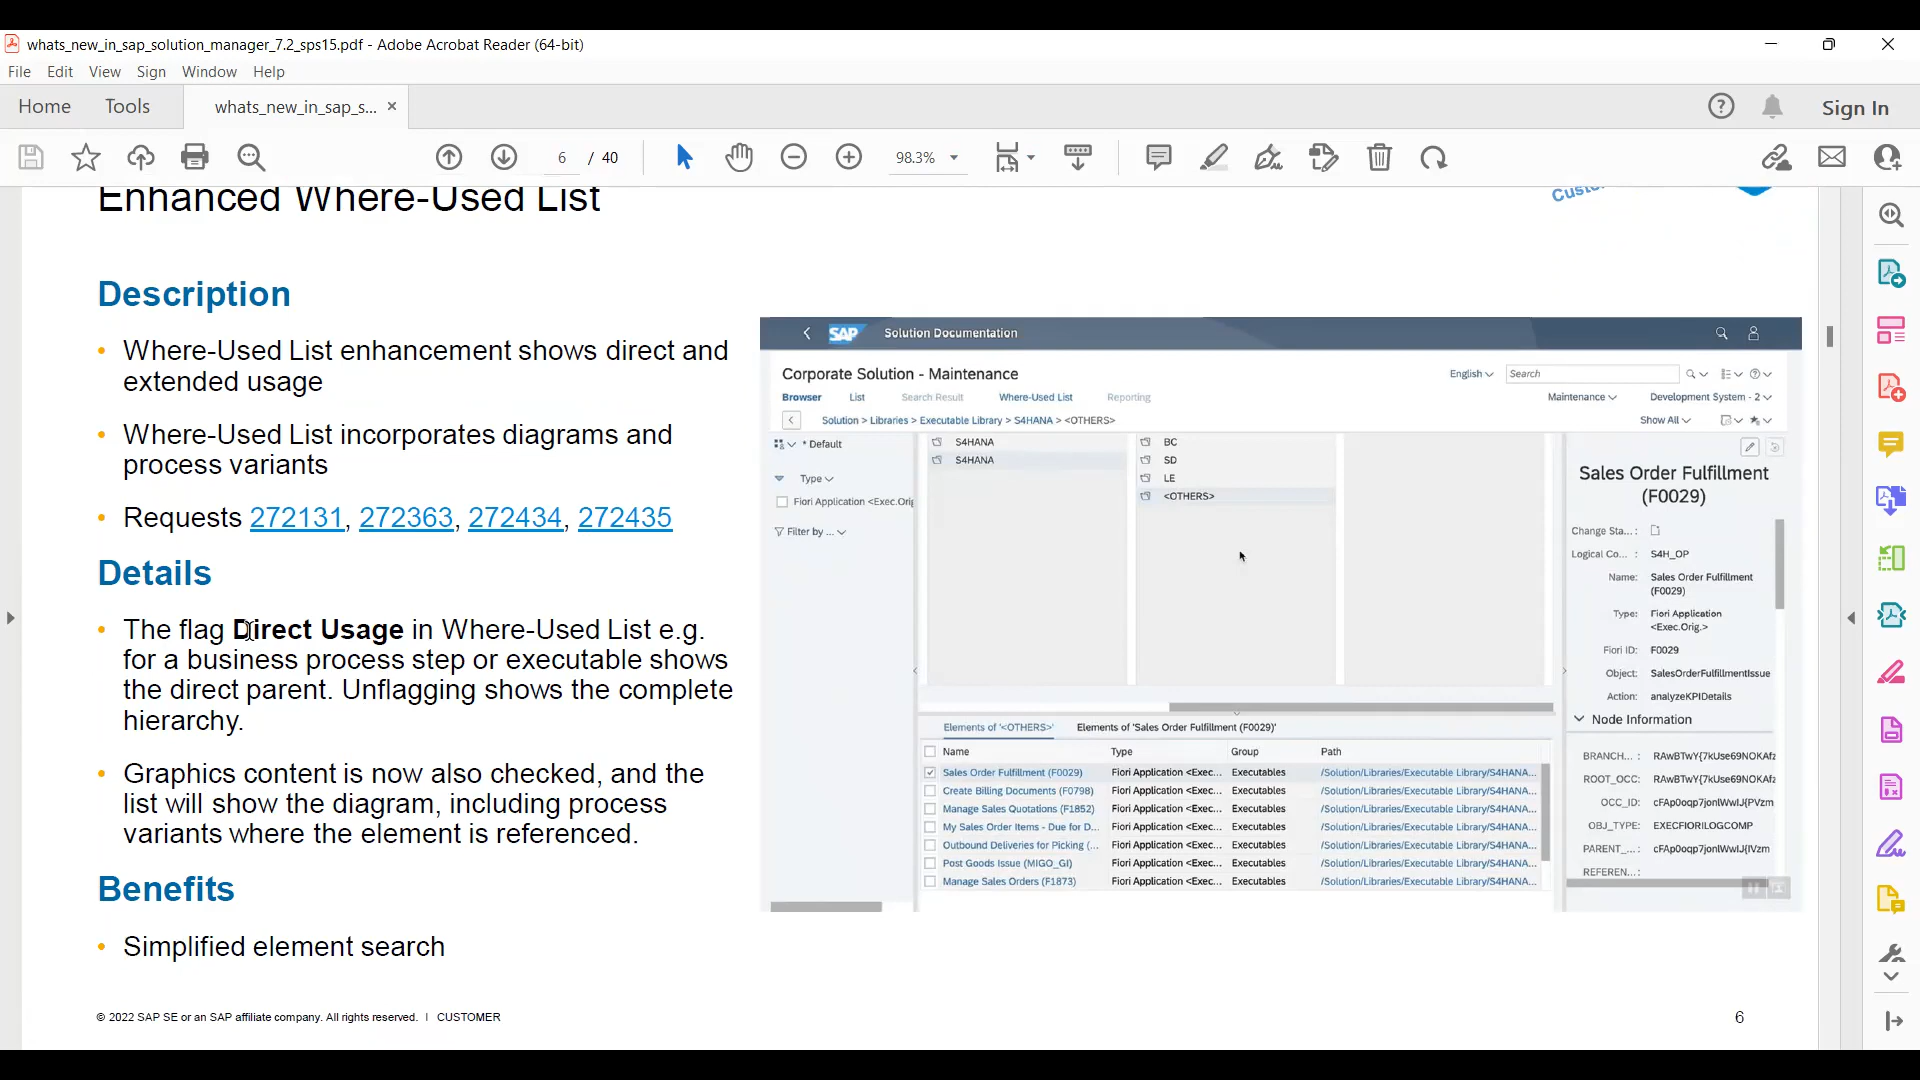 whats_new_in_sap_solution_manager_7.2_sps15.pdf - Adobe Acrobat Reader (64-bit)
File Edit View Sign Window Help
Home Tools whats_new_in_sap_s... ×
Sign In
6 / 40 98.3%
Enhanced Where-Used List
Description
• Where-Used List enhancement shows direct and
extended usage
• Where-Used List incorporates diagrams and
process variants
• Requests 272131, 272363, 272434, 272435
Details
• The flag Direct Usage in Where-Used List e.g.
for a business process step or executable shows
the direct parent. Unflagging shows the complete
hierarchy.
• Graphics content is now also checked, and the
list will show the diagram, including process
variants where the element is referenced.
Benefits
• Simplified element search
© 2022 SAP SE or an SAP affiliate company. All rights reserved. | CUSTOMER
6
SAP Solution Documentation
Corporate Solution - Maintenance
English Search
Browser List Search Result Where-Used List Reporting
Maintenance Development System - 2
Solution > Libraries > Executable Library > S4HANA > <OTHERS>
Show All
* Default
Type
Fiori Application <Exec.Orig
Filter by ...
S4HANA
S4HANA
BC
SD
LE
<OTHERS>
Sales Order Fulfillment
(F0029)
Change Sta... :
Logical Co... : S4H_OP
Name: Sales Order Fulfillment
(F0029)
Type: Fiori Application
<Exec.Orig.>
Fiori ID: F0029
Object: SalesOrderFulfillmentIssue
Action: analyzeKPIDetails
Node Information
BRANCH... :
ROOT_OCC:
OCC_ID:
OBJ_TYPE: EXECFIORILOGCOMP
PARENT_...:
REFEREN...:
Elements of '<OTHERS>' Elements of 'Sales Order Fulfillment (F0029)'
Name Type Group Path
Sales Order Fulfillment (F0029) Fiori Application <Exec... Executables /Solution/Libraries/Executable Library/S4HANA...
Create Billing Documents (F0798) Fiori Application <Exec... Executables /Solution/Libraries/Executable Library/S4HANA...
Manage Sales Quotations (F1852) Fiori Application <Exec... Executables /Solution/Libraries/Executable Library/S4HANA...
My Sales Order Items - Due for D... Fiori Application <Exec... Executables /Solution/Libraries/Executable Library/S4HANA...
Outbound Deliveries for Picking (... Fiori Application <Exec... Executables /Solution/Libraries/Executable Library/S4HANA...
Post Goods Issue (MIGO_GI) Fiori Application <Exec... Executables /Solution/Libraries/Executable Library/S4HANA...
Manage Sales Orders (F1873) Fiori Application <Exec... Executables /Solution/Libraries/Executable Library/S4HANA...